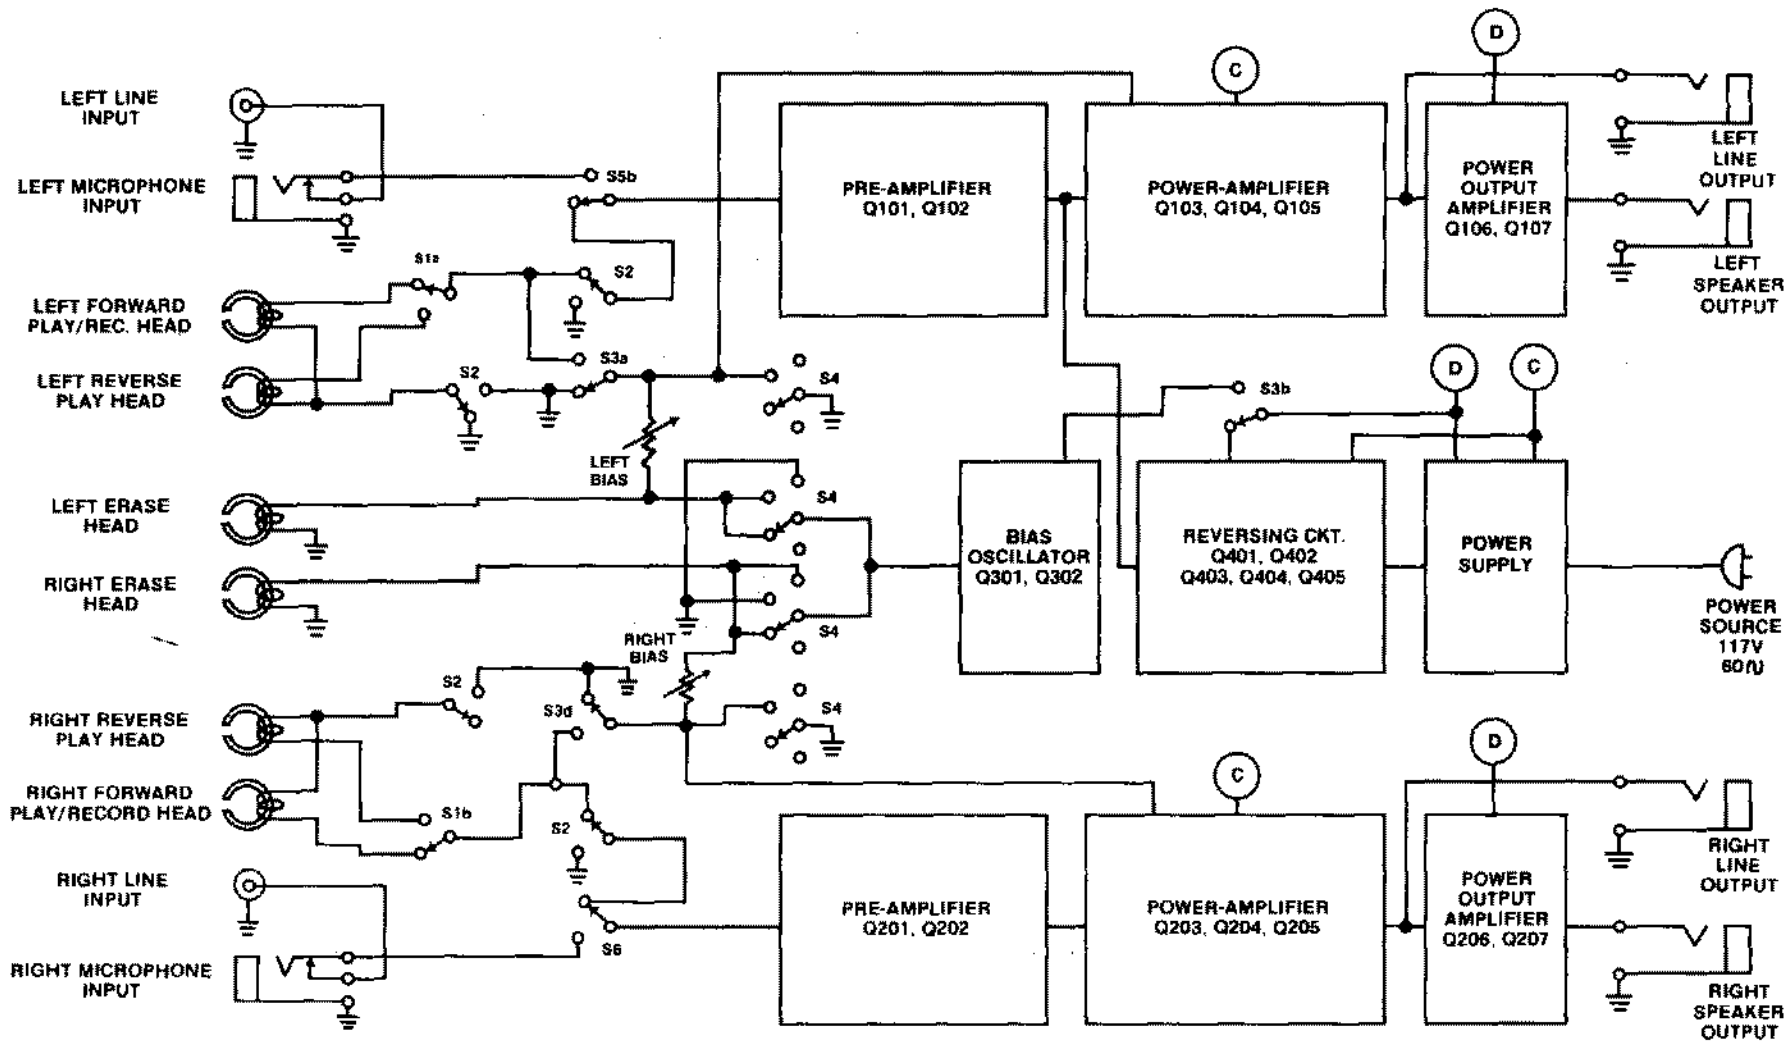 D
C
LEFT LINE
INPUT
LEFT MICROPHONE
INPUT
S5b
PRE-AMPLIFIER
Q101, Q102
POWER-AMPLIFIER
Q103, Q104, Q105
POWER
OUTPUT
AMPLIFIER
Q106, Q107
LEFT
LINE
OUTPUT
LEFT
SPEAKER
OUTPUT
S1a
S2
LEFT FORWARD
PLAY/REC. HEAD
LEFT REVERSE
PLAY HEAD
S2
S3a
S4
D
C
S3b
LEFT
BIAS
LEFT ERASE
HEAD
S4
RIGHT ERASE
HEAD
BIAS
OSCILLATOR
Q301, Q302
REVERSING CKT.
Q401, Q402
Q403, Q404, Q405
POWER
SUPPLY
POWER
SOURCE
117V
60∿
RIGHT
BIAS
S4
S2
S3d
S4
RIGHT REVERSE
PLAY HEAD
D
C
RIGHT FORWARD
PLAY/RECORD HEAD
S1b
S2
RIGHT LINE
INPUT
S6
RIGHT MICROPHONE
INPUT
PRE-AMPLIFIER
Q201, Q202
POWER-AMPLIFIER
Q203, Q204, Q205
POWER
OUTPUT
AMPLIFIER
Q206, Q207
RIGHT
LINE
OUTPUT
RIGHT
SPEAKER
OUTPUT